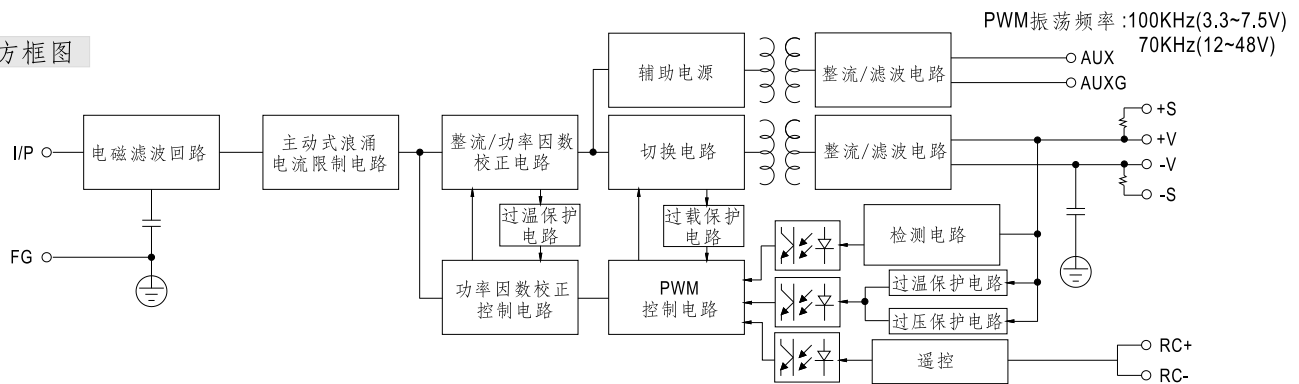 PWM振荡频率 :100KHz(3.3~7.5V)
70KHz(12~48V)
方框图
辅助电源
整流/滤波电路
AUX
AUXG
I/P
电磁滤波回路
主动式浪涌
电流限制电路
整流/功率因数
校正电路
切换电路
整流/滤波电路
+S
+V
-V
-S
过温保护
电路
过载保护
电路
检测电路
FG
功率因数校正
控制电路
PWM
控制电路
过温保护电路
过压保护电路
遥控
RC+
RC-